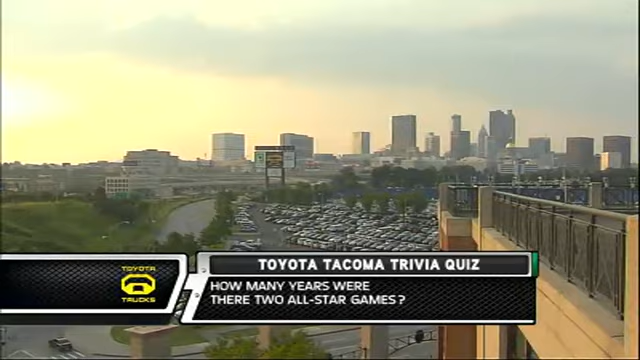 TOYOTA TACOMA TRIVIA QUIZ
TOYOTA
TRUCKS
HOW MANY YEARS WERE
THERE TWO ALL-STAR GAMES?